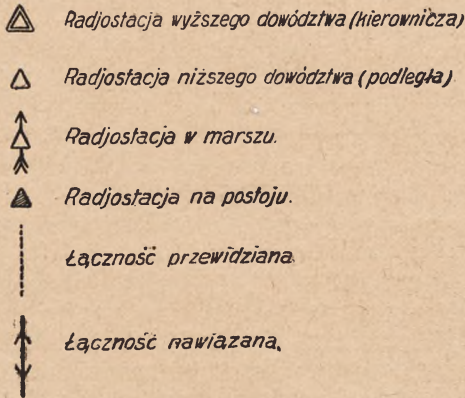 Radjostacja wyższego dowództwa (kierownicza)
Radjostacja niższego dowództwa (podległa)
Radjostacja w marszu.
Radjostacja na postoju.
Łączność przewidziana
Łączność nawiązana,